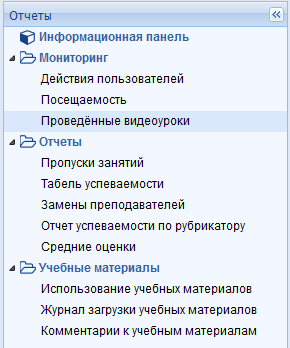 Отчеты
Информационная панель
Мониторинг
Действия пользователей
Посещаемость
Проведённые видеоуроки
Отчеты
Пропуски занятий
Табель успеваемости
Замены преподавателей
Отчет успеваемости по рубрикатору
Средние оценки
Учебные материалы
Использование учебных материалов
Журнал загрузки учебных материалов
Комментарии к учебным материалам